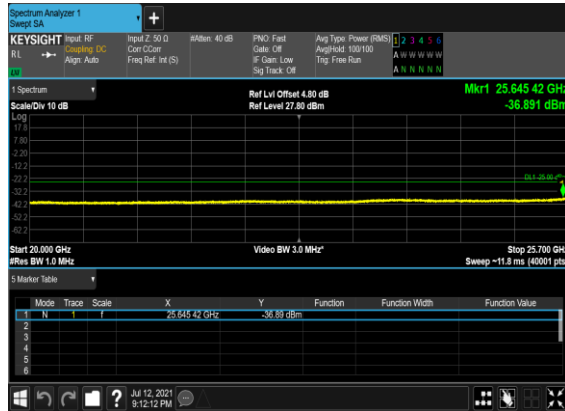 Spectrum Analyzer 1
Swept SA
+
KEYSIGHT Input: RF Input Z: 50 Ω #Atten: 40 dB PNO: Fast Avg Type: Power (RMS) 1 2 3 4 5 6
RL Coupling: DC Corr CCorr Gate: Off Avg|Hold: 100/100 A W W W W W
Align: Auto Freq Ref: Int (S) IF Gain: Low Trig: Free Run
LW Sig Track: Off A N N N N N
1 Spectrum Ref Lvl Offset 4.80 dB Mkr1 25.645 42 GHz
Scale/Div 10 dB Ref Level 27.80 dBm -36.891 dBm
Log
17.8
7.80
-2.20
-12.2
-22.2 DL1 -25.00 dBm
-32.2
-42.2
-52.2
-62.2
Start 20.000 GHz Video BW 3.0 MHz* Stop 25.700 GHz
#Res BW 1.0 MHz Sweep ~11.8 ms (40001 pts)
5 Marker Table
Mode Trace Scale X Y Function Function Width Function Value
1 N 1 f 25.645 42 GHz -36.89 dBm
2
3
4
5
6
? Jul 12, 2021
9:12:12 PM